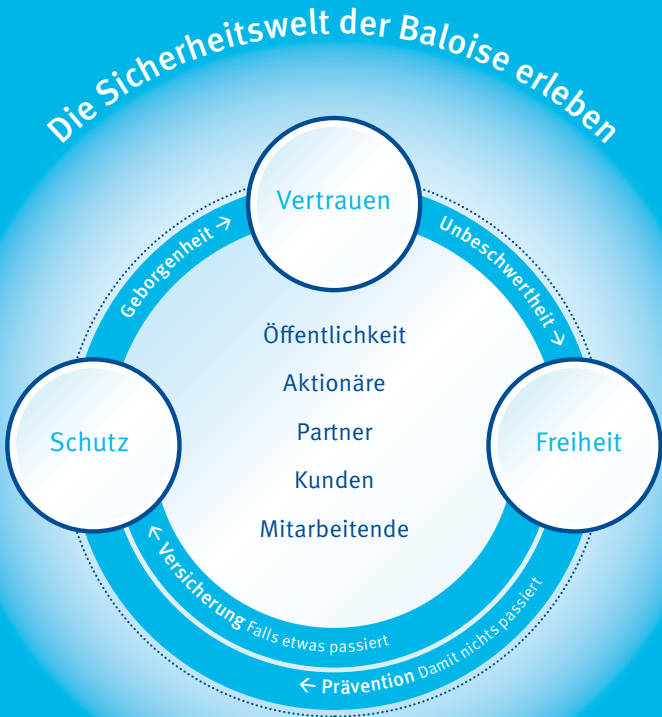 Die Sicherheitswelt der Baloise erleben
Vertrauen
Geborgenheit →
Unbeschwertheit →
Öffentlichkeit
Aktionäre
Partner
Kunden
Mitarbeitende
Schutz
Freiheit
← Versicherung Falls etwas passiert
← Prävention Damit nichts passiert